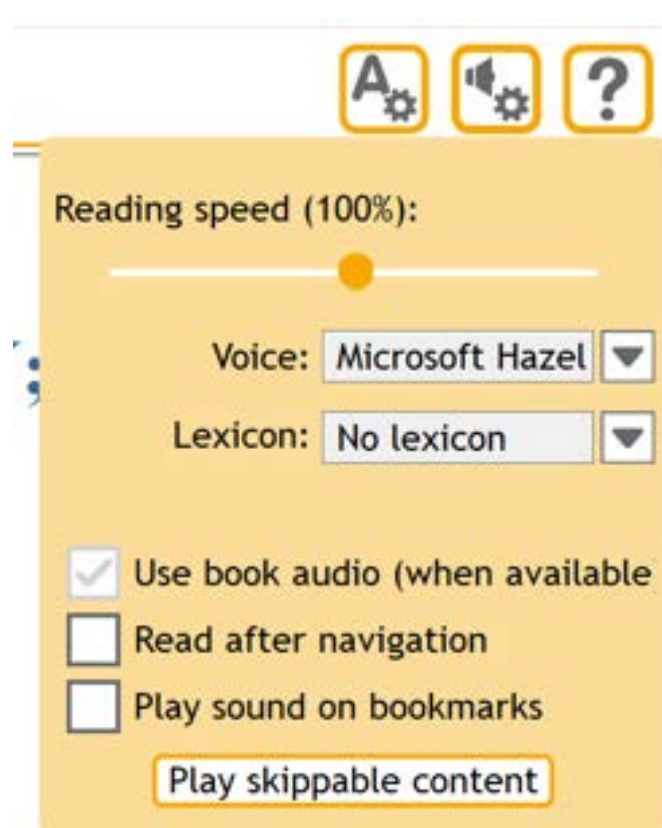 A ?
Reading speed (100%):
Voice: Microsoft Hazel
Lexicon: No lexicon
Use book audio (when available
Read after navigation
Play sound on bookmarks
Play skippable content